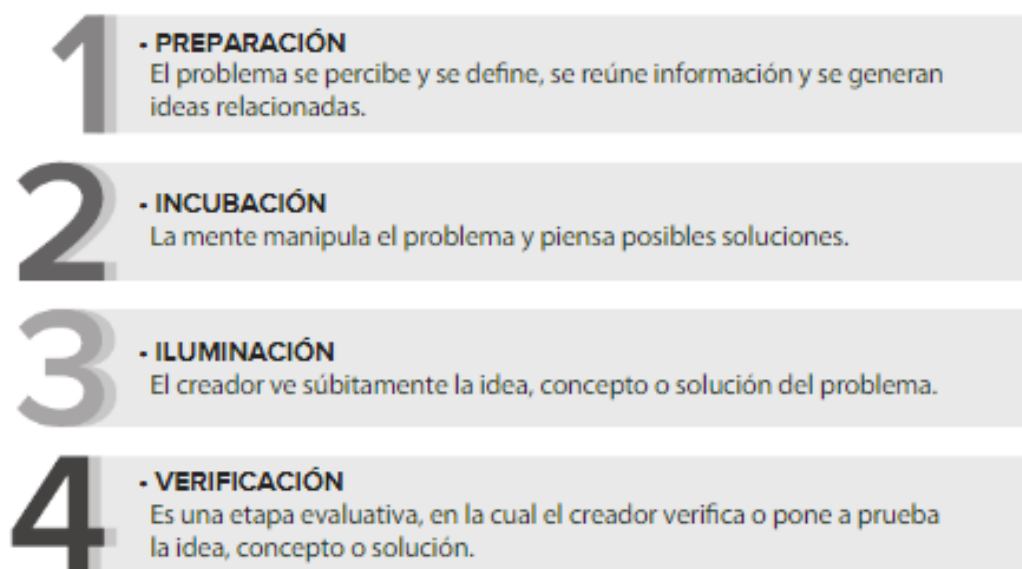 1
- PREPARACIÓN
El problema se percibe y se define, se reúne información y se generan
ideas relacionadas.
2
- INCUBACIÓN
La mente manipula el problema y piensa posibles soluciones.
3
- ILUMINACIÓN
El creador ve súbitamente la idea, concepto o solución del problema.
4
- VERIFICACIÓN
Es una etapa evaluativa, en la cual el creador verifica o pone a prueba
la idea, concepto o solución.